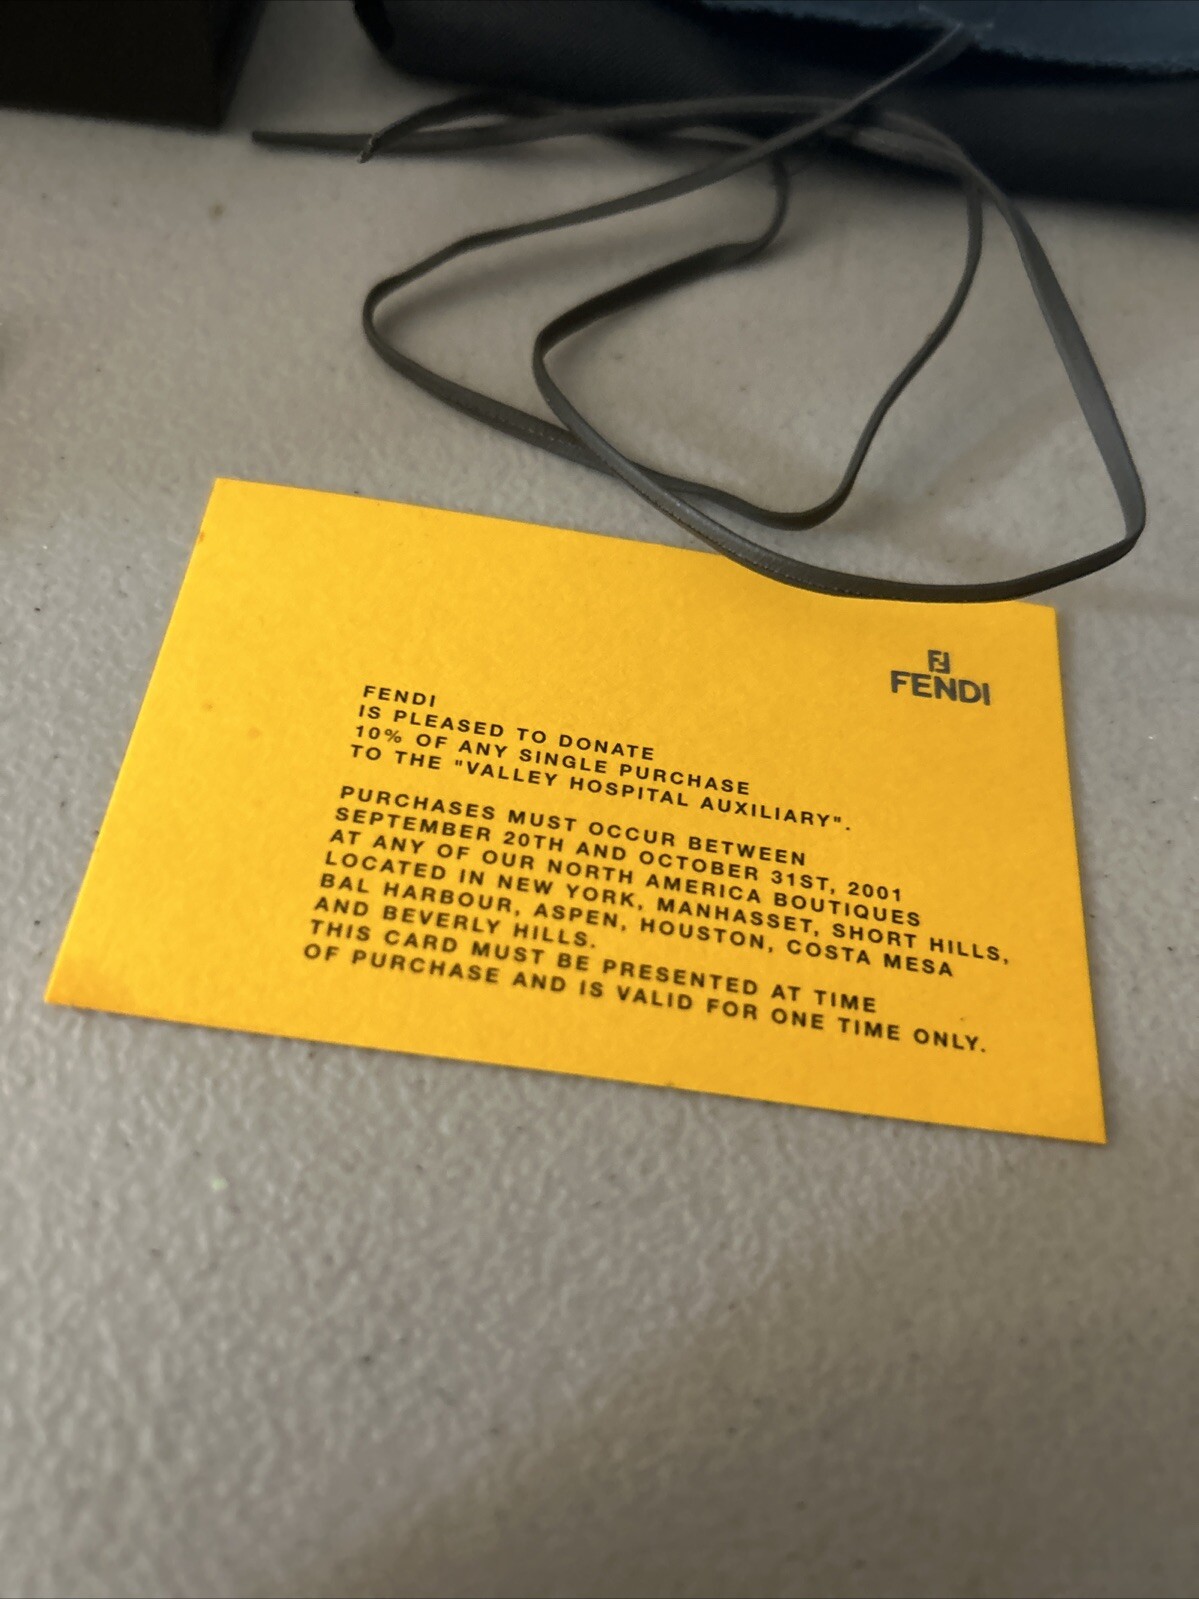 FENDI
FENDI
IS PLEASED TO DONATE
10% OF ANY SINGLE PURCHASE
TO THE "VALLEY HOSPITAL AUXILIARY".
PURCHASES MUST OCCUR BETWEEN
SEPTEMBER 20TH AND OCTOBER 31ST, 2001
AT ANY OF OUR NORTH AMERICA BOUTIQUES
LOCATED IN NEW YORK, MANHASSET, SHORT HILLS,
BAL HARBOUR, ASPEN, HOUSTON, COSTA MESA
AND BEVERLY HILLS.
THIS CARD MUST BE PRESENTED AT TIME
OF PURCHASE AND IS VALID FOR ONE TIME ONLY.